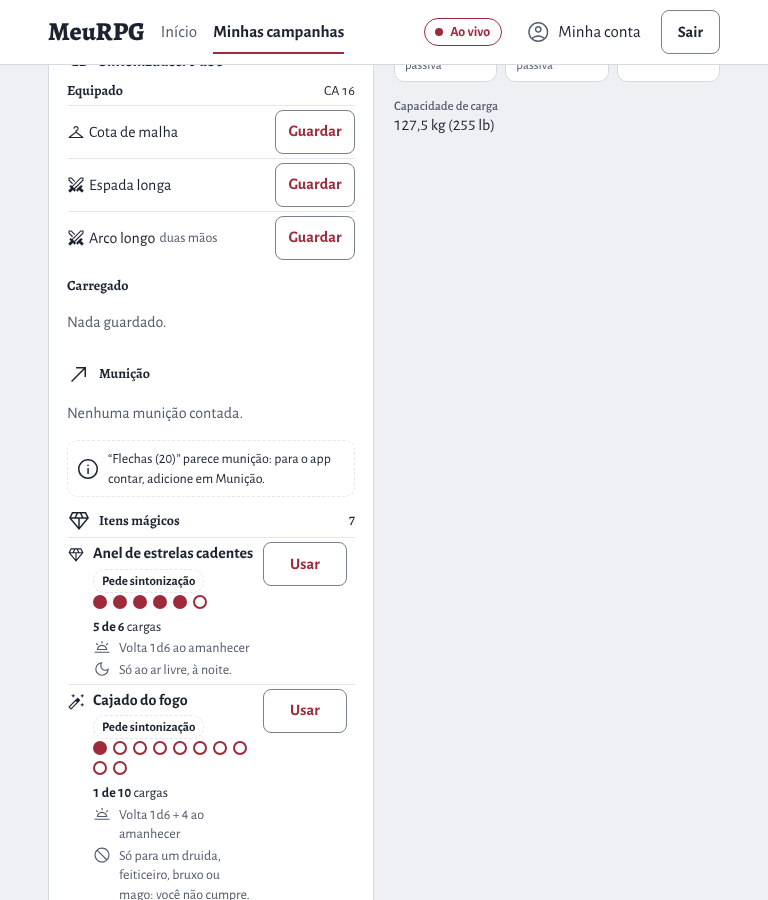 MeuRPG Início Minhas campanhas Ao vivo Minha conta Sair
passiva passiva
Equipado CA 16
Capacidade de carga
127,5 kg (255 lb)
Cota de malha Guardar
Espada longa Guardar
Arco longo duas mãos Guardar
Carregado
Nada guardado.
Munição
Nenhuma munição contada.
“Flechas (20)” parece munição: para o app
contar, adicione em Munição.
Itens mágicos 7
Anel de estrelas cadentes Usar
Pede sintonização
5 de 6 cargas
Volta 1d6 ao amanhecer
Só ao ar livre, à noite.
Cajado do fogo Usar
Pede sintonização
1 de 10 cargas
Volta 1d6 + 4 ao
amanhecer
Só para um druida,
feiticeiro, bruxo ou
mago: você não cumpre.